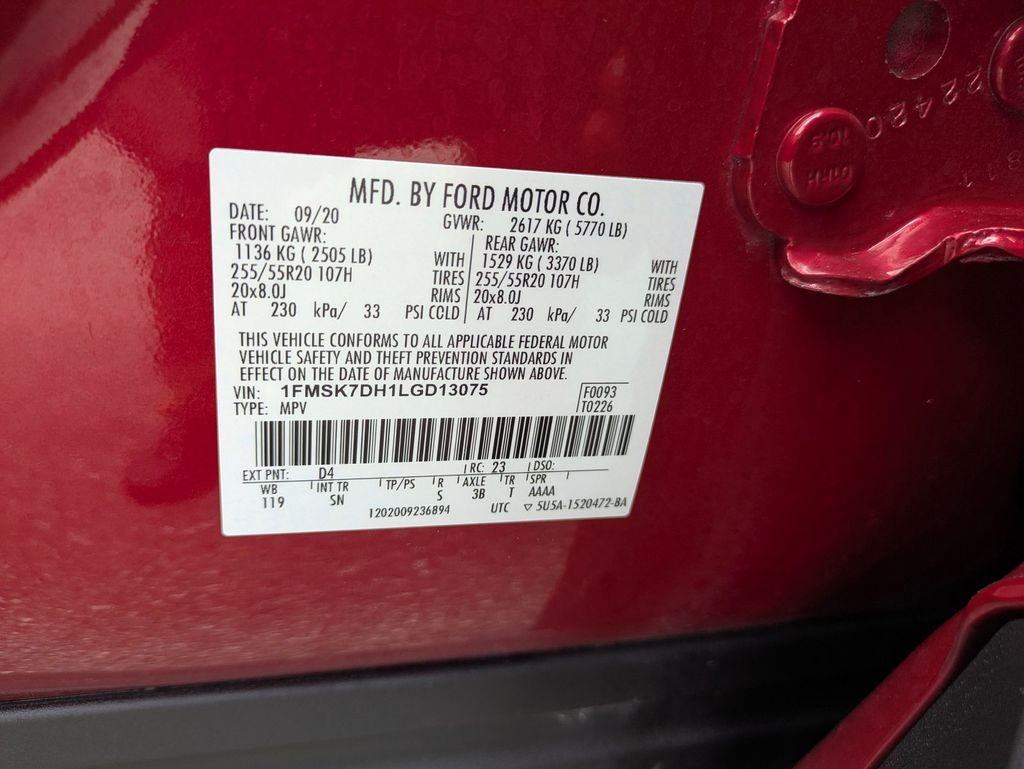 MFD. BY FORD MOTOR CO.
DATE: 09/20 GVWR: 2617 KG ( 5770 LB)
FRONT GAWR: REAR GAWR:
1136 KG ( 2505 LB) WITH 1529 KG ( 3370 LB) WITH
255/55R20 107H TIRES 255/55R20 107H TIRES
20x8.0J RIMS 20x8.0J RIMS
AT 230 kPa/ 33 PSI COLD AT 230 kPa/ 33 PSI COLD
THIS VEHICLE CONFORMS TO ALL APPLICABLE FEDERAL MOTOR
VEHICLE SAFETY AND THEFT PREVENTION STANDARDS IN
EFFECT ON THE DATE OF MANUFACTURE SHOWN ABOVE.
VIN: 1FMSK7DH1LGD13075 F0093
TYPE: MPV T0226
EXT PNT: D4 RC: 23 DSO:
WB INT TR TP/PS R AXLE TR SPR
119 SN S 3B T AAAA
1202009236894 UTC ▽ 5U5A-1520472-BA
22420
10.9